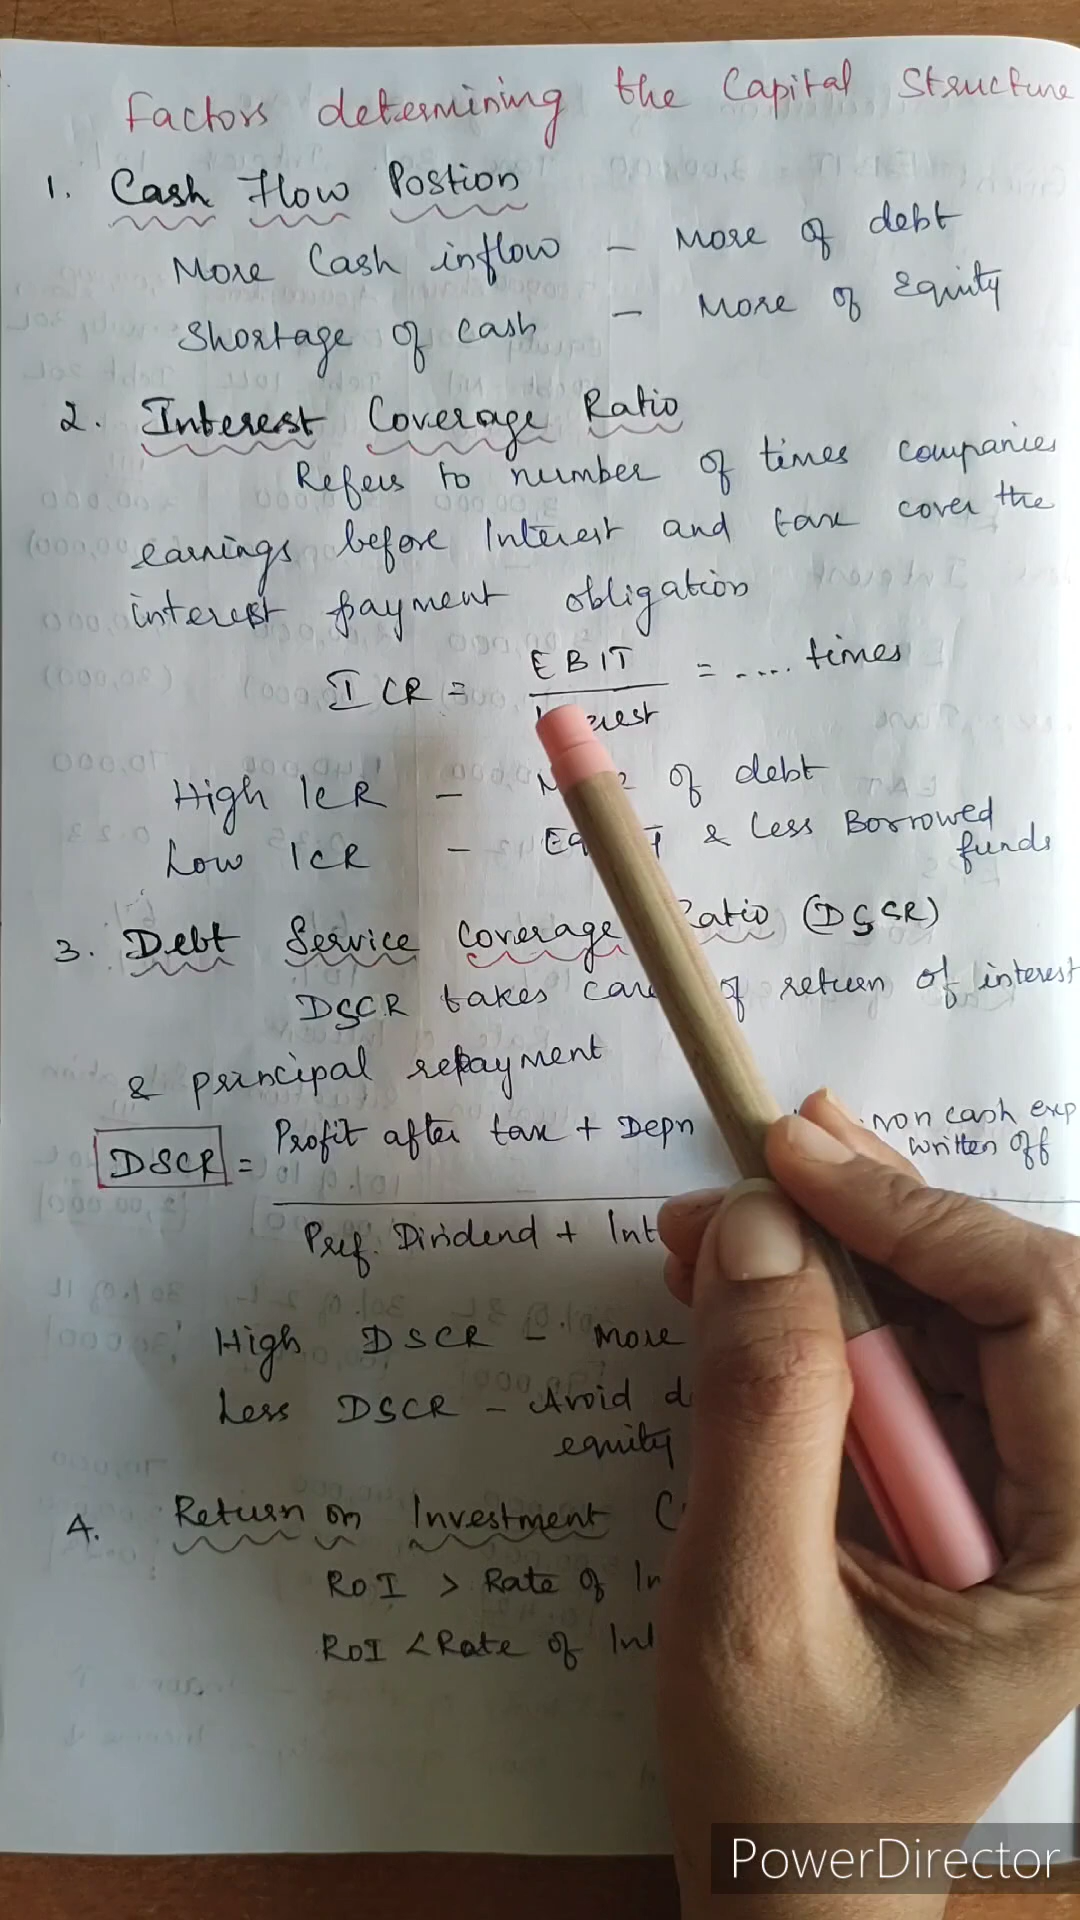 Factors determining the Capital Structure
1. Cash Flow Postion
More Cash inflow – More of debt
Shortage of cash – More of Equity
2. Interest Coverage Ratio
Refers to number of times companies
earnings before Interest and tax cover the
interest payment obligation
ICR = EBIT = .... times
High ICR – of debt
Low ICR – & Less Borrowed
funds
3. Debt Service Coverage (DSCR)
DSCR takes of return of interest
& principal repayment
DSCR = Profit after tax + Depn non cash exp
written off
Pref. Dividend +
High DSCR – More
Less DSCR – Avoid
equity
4. Return on Investment
ROI > Rate of
ROI < Rate of
PowerDirector